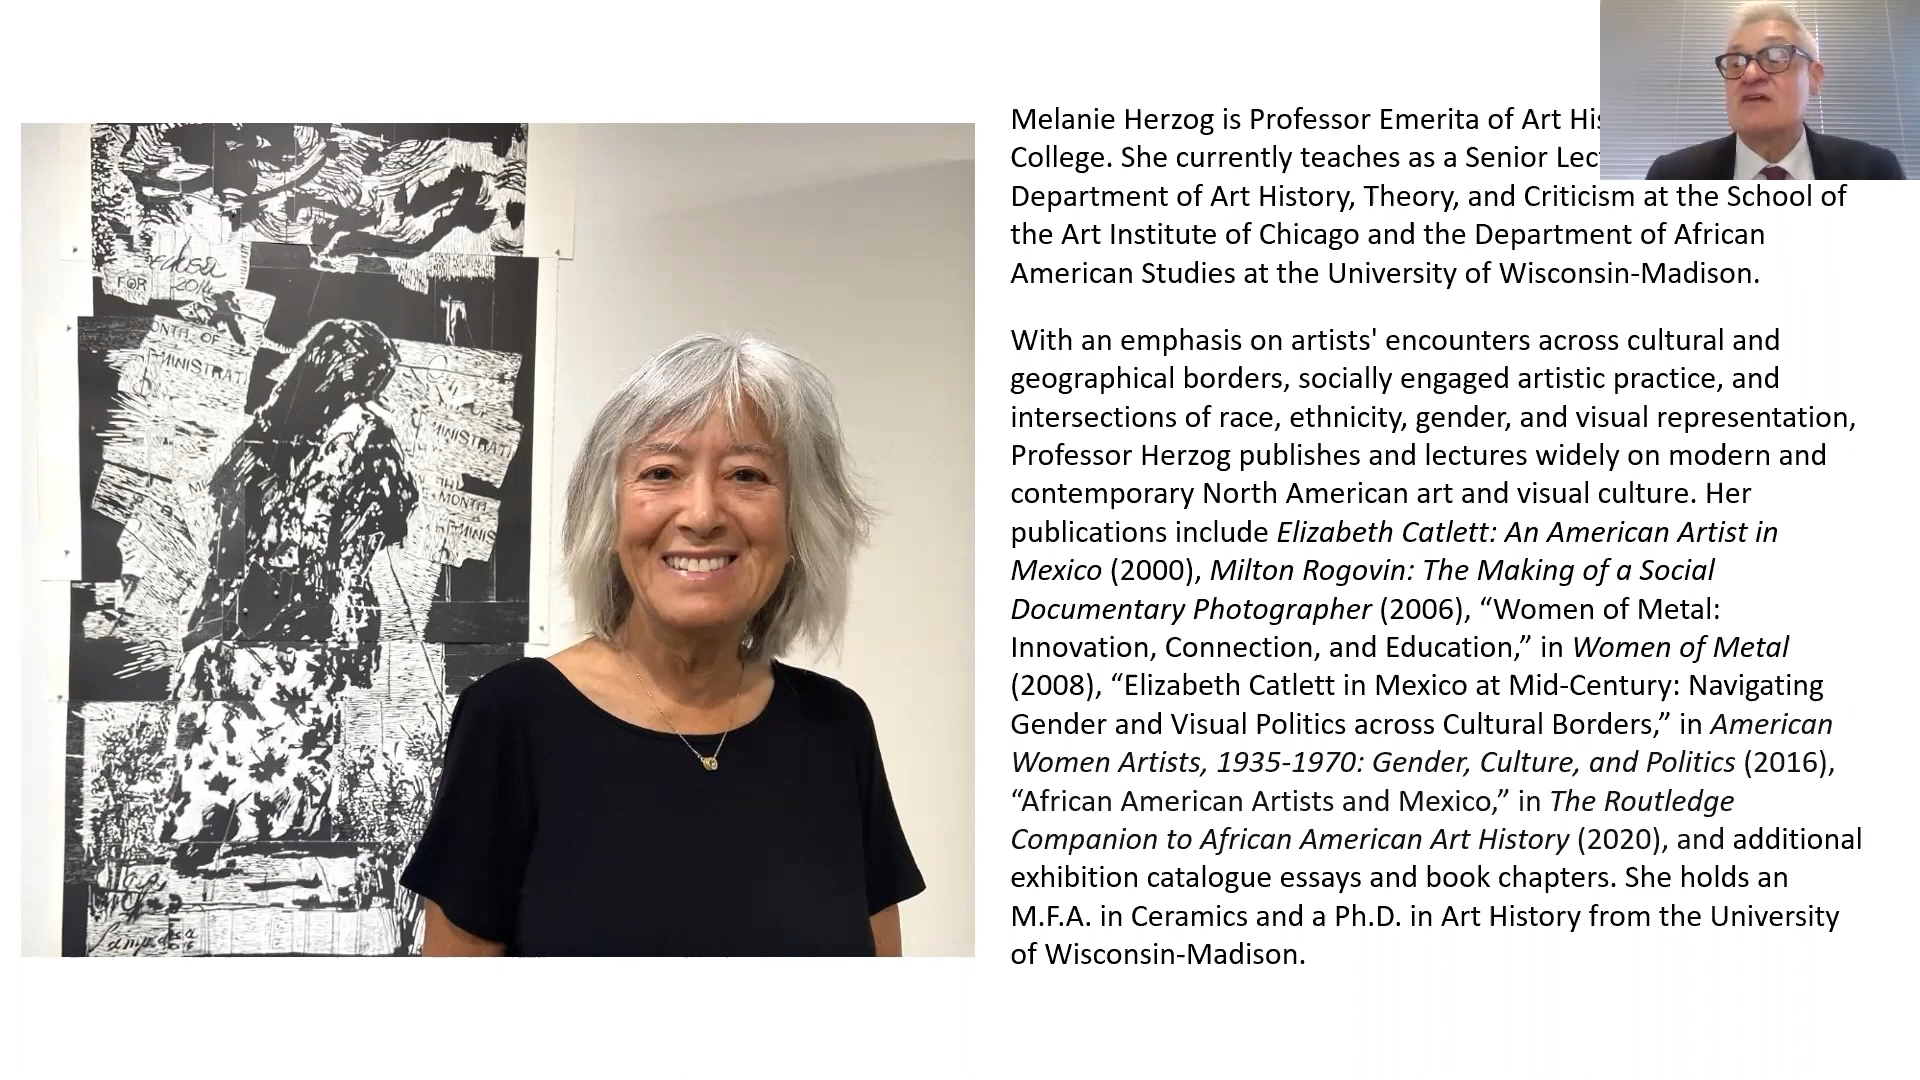 Melanie Herzog is Professor Emerita of Art
College. She currently teaches as a Senior
Department of Art History, Theory, and Criticism at the School of
the Art Institute of Chicago and the Department of African
American Studies at the University of Wisconsin-Madison.
With an emphasis on artists' encounters across cultural and
geographical borders, socially engaged artistic practice, and
intersections of race, ethnicity, gender, and visual representation,
Professor Herzog publishes and lectures widely on modern and
contemporary North American art and visual culture. Her
publications include Elizabeth Catlett: An American Artist in
Mexico (2000), Milton Rogovin: The Making of a Social
Documentary Photographer (2006), “Women of Metal:
Innovation, Connection, and Education,” in Women of Metal
(2008), “Elizabeth Catlett in Mexico at Mid-Century: Navigating
Gender and Visual Politics across Cultural Borders,” in American
Women Artists, 1935-1970: Gender, Culture, and Politics (2016),
“African American Artists and Mexico,” in The Routledge
Companion to African American Art History (2020), and additional
exhibition catalogue essays and book chapters. She holds an
M.F.A. in Ceramics and a Ph.D. in Art History from the University
of Wisconsin-Madison.
FOR 2014
ONTH OF
MINISTRAT
MINISTRAT
MONTH
MINIS